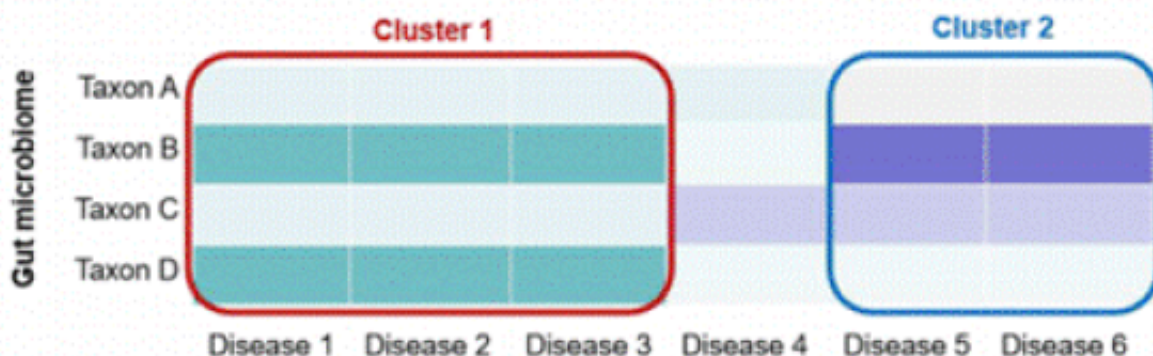 Cluster 1
Cluster 2
Gut microbiome
Taxon A
Taxon B
Taxon C
Taxon D
Disease 1 Disease 2 Disease 3 Disease 4 Disease 5 Disease 6